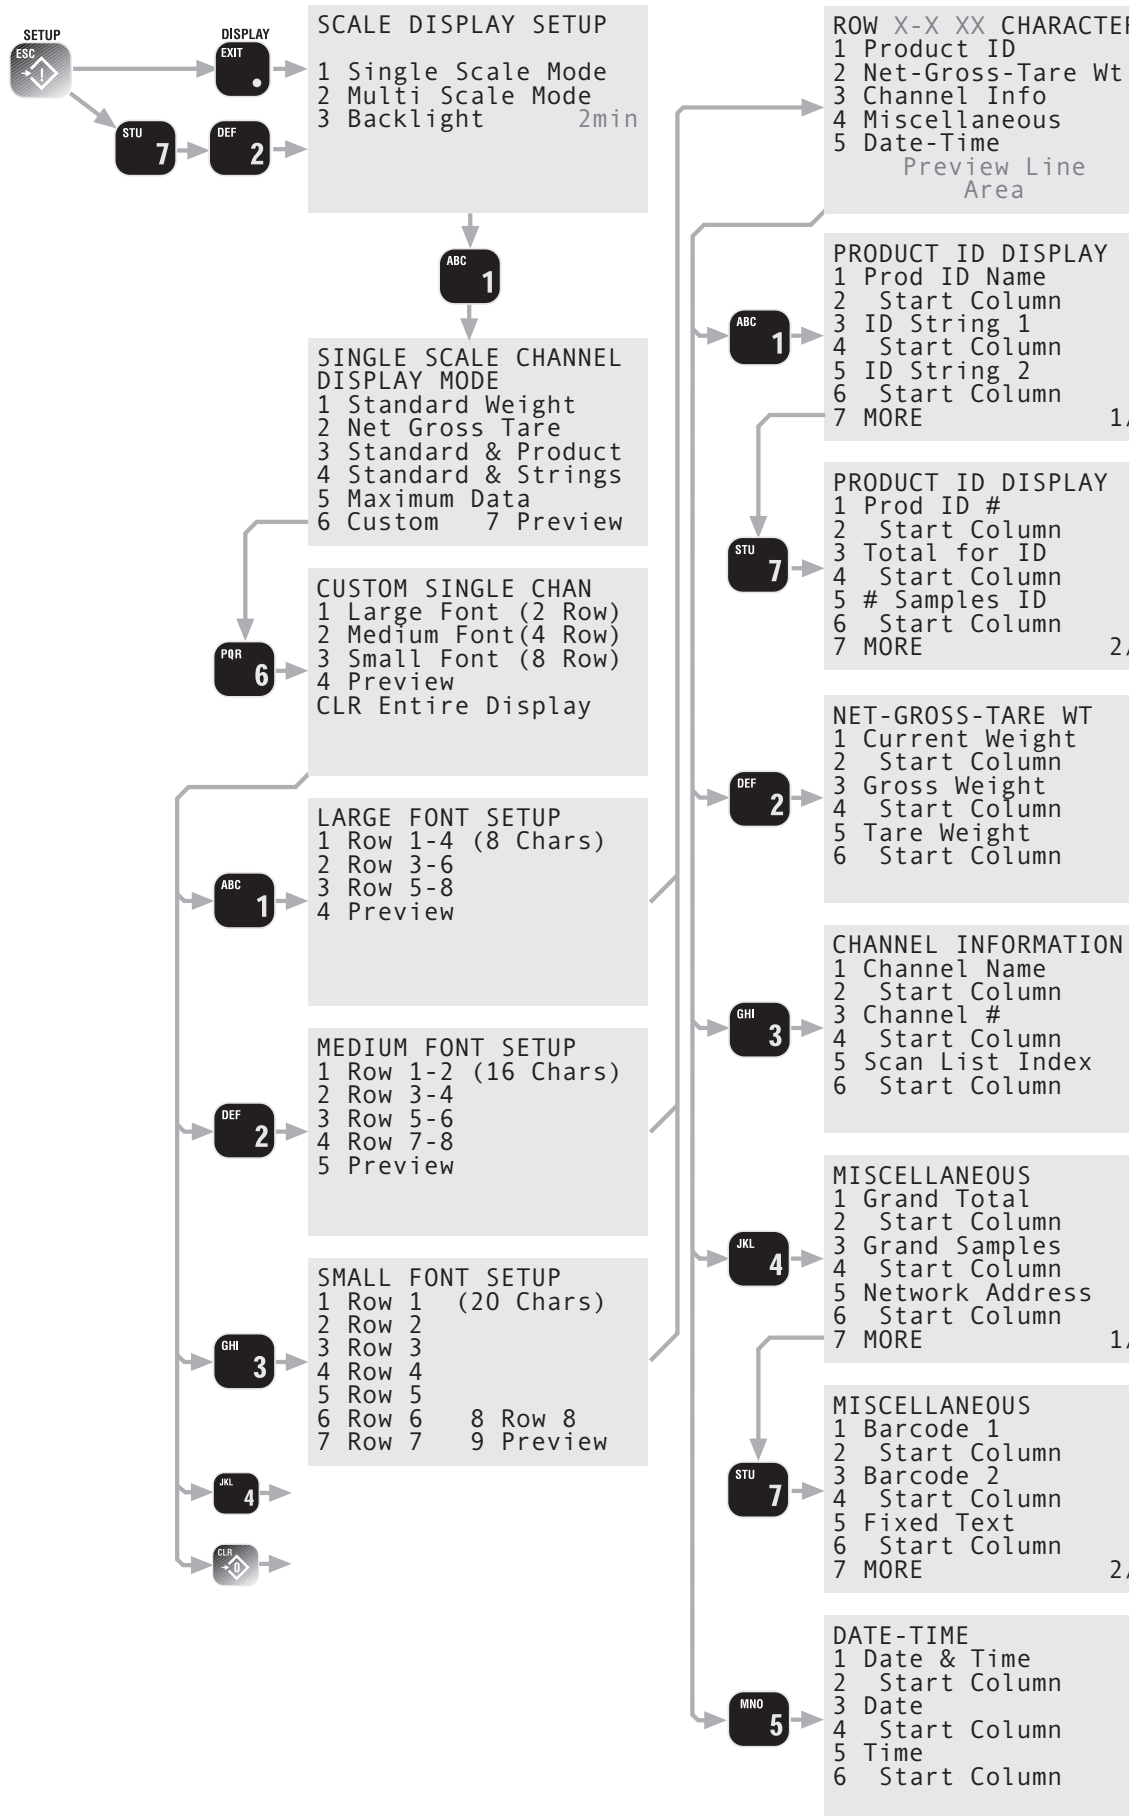 SETUP
ESC
DISPLAY
EXIT
.
STU
7
DEF
2
SCALE DISPLAY SETUP
1 Single Scale Mode
2 Multi Scale Mode
3 Backlight 2min
ABC
1
SINGLE SCALE CHANNEL
DISPLAY MODE
1 Standard Weight
2 Net Gross Tare
3 Standard & Product
4 Standard & Strings
5 Maximum Data
6 Custom 7 Preview
PQR
6
CUSTOM SINGLE CHAN
1 Large Font (2 Row)
2 Medium Font(4 Row)
3 Small Font (8 Row)
4 Preview
CLR Entire Display
ABC
1
LARGE FONT SETUP
1 Row 1-4 (8 Chars)
2 Row 3-6
3 Row 5-8
4 Preview
DEF
2
MEDIUM FONT SETUP
1 Row 1-2 (16 Chars)
2 Row 3-4
3 Row 5-6
4 Row 7-8
5 Preview
GHI
3
SMALL FONT SETUP
1 Row 1 (20 Chars)
2 Row 2
3 Row 3
4 Row 4
5 Row 5
6 Row 6 8 Row 8
7 Row 7 9 Preview
JKL
4
CLR
0
ROW X-X XX CHARACTER
1 Product ID
2 Net-Gross-Tare Wt
3 Channel Info
4 Miscellaneous
5 Date-Time
Preview Line
Area
ABC
1
PRODUCT ID DISPLAY
1 Prod ID Name
2 Start Column
3 ID String 1
4 Start Column
5 ID String 2
6 Start Column
7 MORE 1/
STU
7
PRODUCT ID DISPLAY
1 Prod ID #
2 Start Column
3 Total for ID
4 Start Column
5 # Samples ID
6 Start Column
7 MORE 2/
DEF
2
NET-GROSS-TARE WT
1 Current Weight
2 Start Column
3 Gross Weight
4 Start Column
5 Tare Weight
6 Start Column
GHI
3
CHANNEL INFORMATION
1 Channel Name
2 Start Column
3 Channel #
4 Start Column
5 Scan List Index
6 Start Column
JKL
4
MISCELLANEOUS
1 Grand Total
2 Start Column
3 Grand Samples
4 Start Column
5 Network Address
6 Start Column
7 MORE 1/
STU
7
MISCELLANEOUS
1 Barcode 1
2 Start Column
3 Barcode 2
4 Start Column
5 Fixed Text
6 Start Column
7 MORE 2/
MNO
5
DATE-TIME
1 Date & Time
2 Start Column
3 Date
4 Start Column
5 Time
6 Start Column